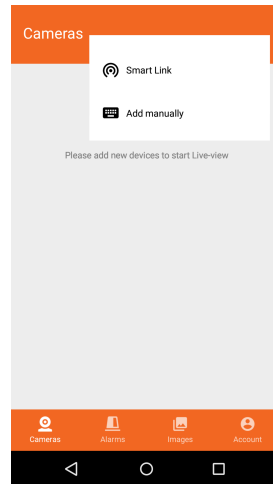 Cameras
Smart Link
Add manually
Please add new devices to start Live-view
Cameras
Alarms
Images
Account